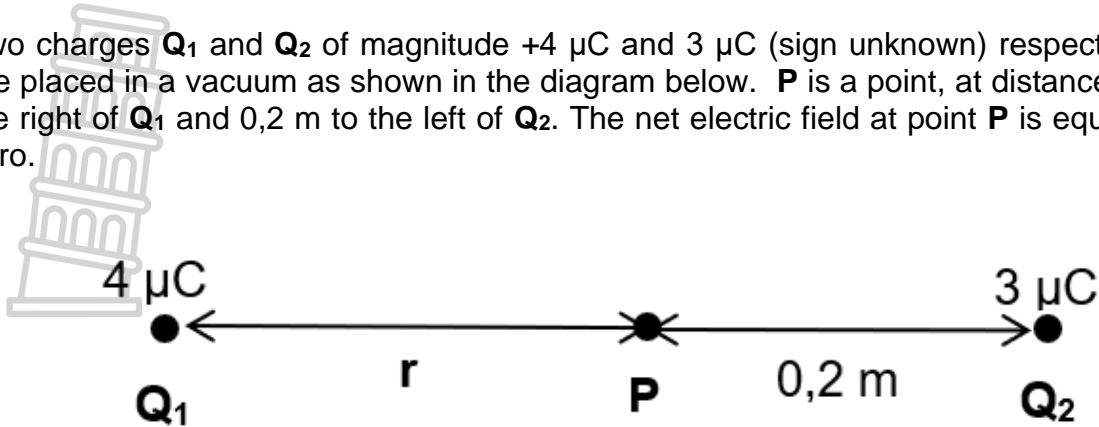 wo charges Q₁ and Q₂ of magnitude +4 μC and 3 μC (sign unknown) respect
e placed in a vacuum as shown in the diagram below. P is a point, at distance
e right of Q₁ and 0,2 m to the left of Q₂. The net electric field at point P is equ
ro.
4 μC 3 μC
r P 0,2 m
Q₁ Q₂